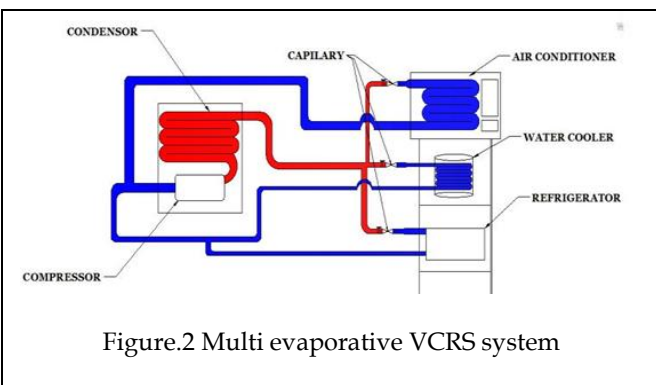 CONDENSOR
CAPILARY
AIR CONDITIONER
WATER COOLER
REFRIGERATOR
COMPRESSOR
Figure.2 Multi evaporative VCRS system